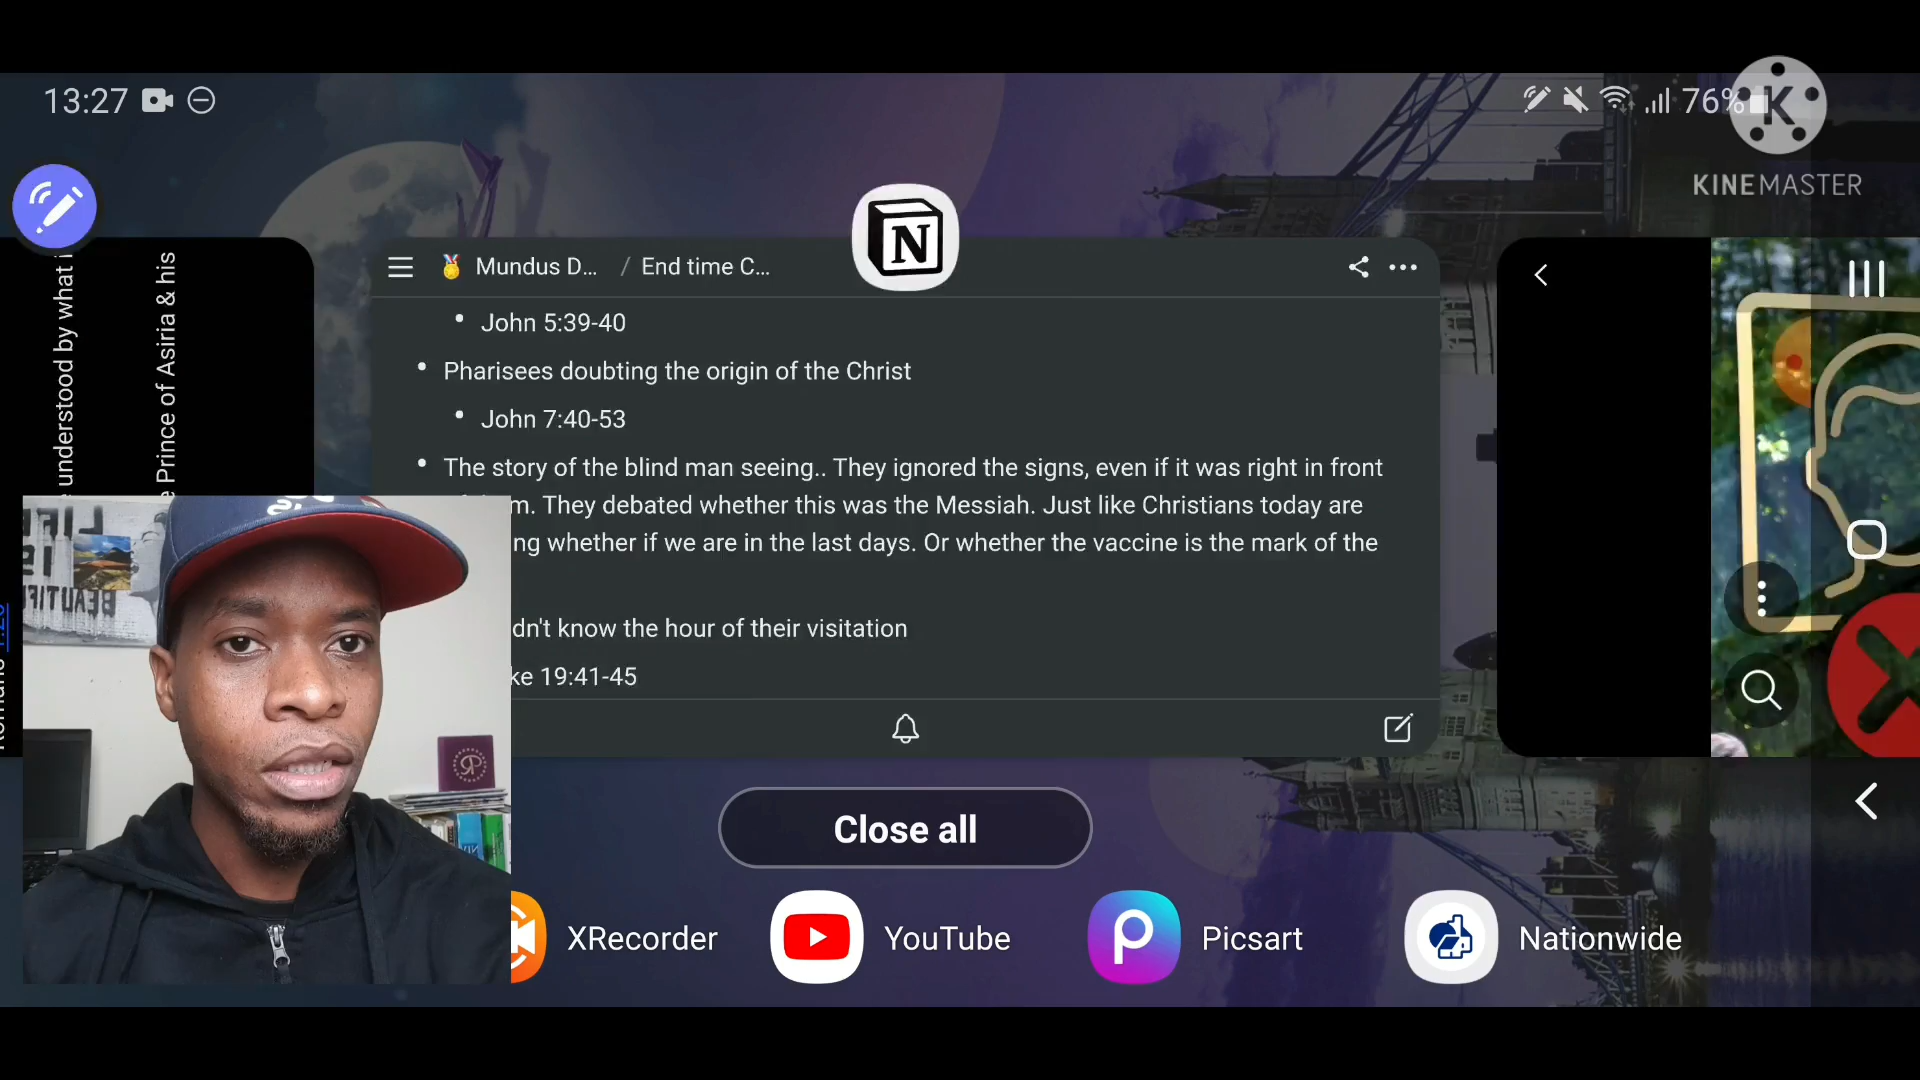 13:27
76%
KINEMASTER
Mundus D... / End time C...
understood by what i
Prince of Asiria & his
• John 5:39-40
• Pharisees doubting the origin of the Christ
• John 7:40-53
• The story of the blind man seeing.. They ignored the signs, even if it was right in front
m. They debated whether this was the Messiah. Just like Christians today are
ng whether if we are in the last days. Or whether the vaccine is the mark of the
dn't know the hour of their visitation
ke 19:41-45
LIFE
IS
BEAUTIFUL
Close all
XRecorder
YouTube
Picsart
Nationwide